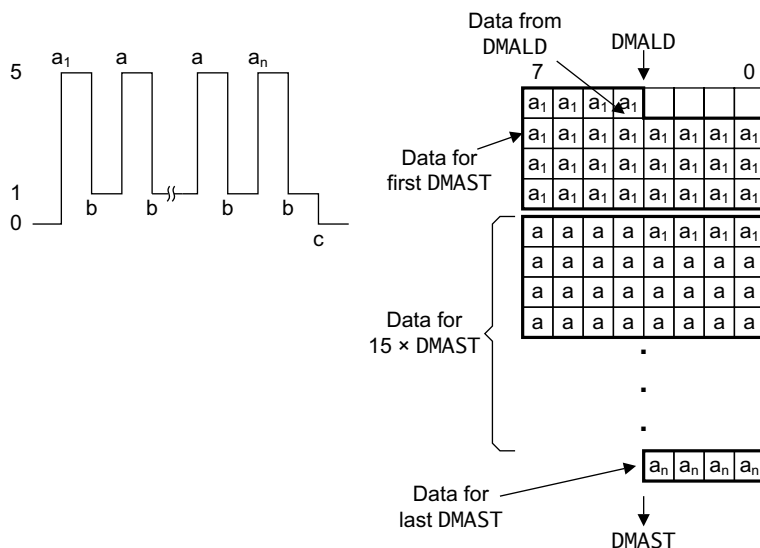 a1 a a an
5
1
0
b b b b
c
Data from
DMALD
DMALD
7 0
a1 a1 a1 a1
Data for
first DMAST
a1 a1 a1 a1 a1 a1 a1 a1
a1 a1 a1 a1 a1 a1 a1 a1
a1 a1 a1 a1 a1 a1 a1 a1
a a a a a1 a1 a1 a1
a a a a a a a a
a a a a a a a a
a a a a a a a a
Data for
15 × DMAST
.
.
.
an an an an
Data for
last DMAST
DMAST